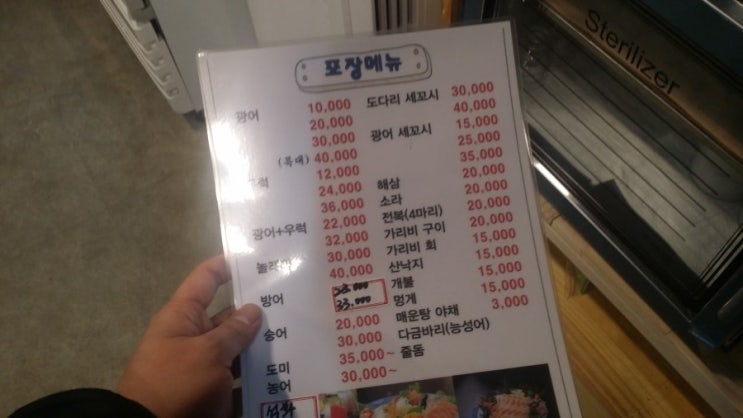 Sterilizer
포장메뉴
광어 10,000
20,000
30,000
(특대) 40,000
12,000
24,000
36,000
광어+우럭 22,000
32,000
30,000
40,000
방어
33,000
숭어 20,000
30,000
도미 35,000~
농어 30,000~
도다리 세꼬시 30,000
40,000
광어 세꼬시 15,000
25,000
35,000
해삼 20,000
소라 20,000
전복(4마리) 20,000
가리비 구이 20,000
가리비 회 15,000
산낙지 15,000
개불 15,000
멍게 15,000
매운탕 야채 3,000
다금바리(능성어)
줄돔
석화